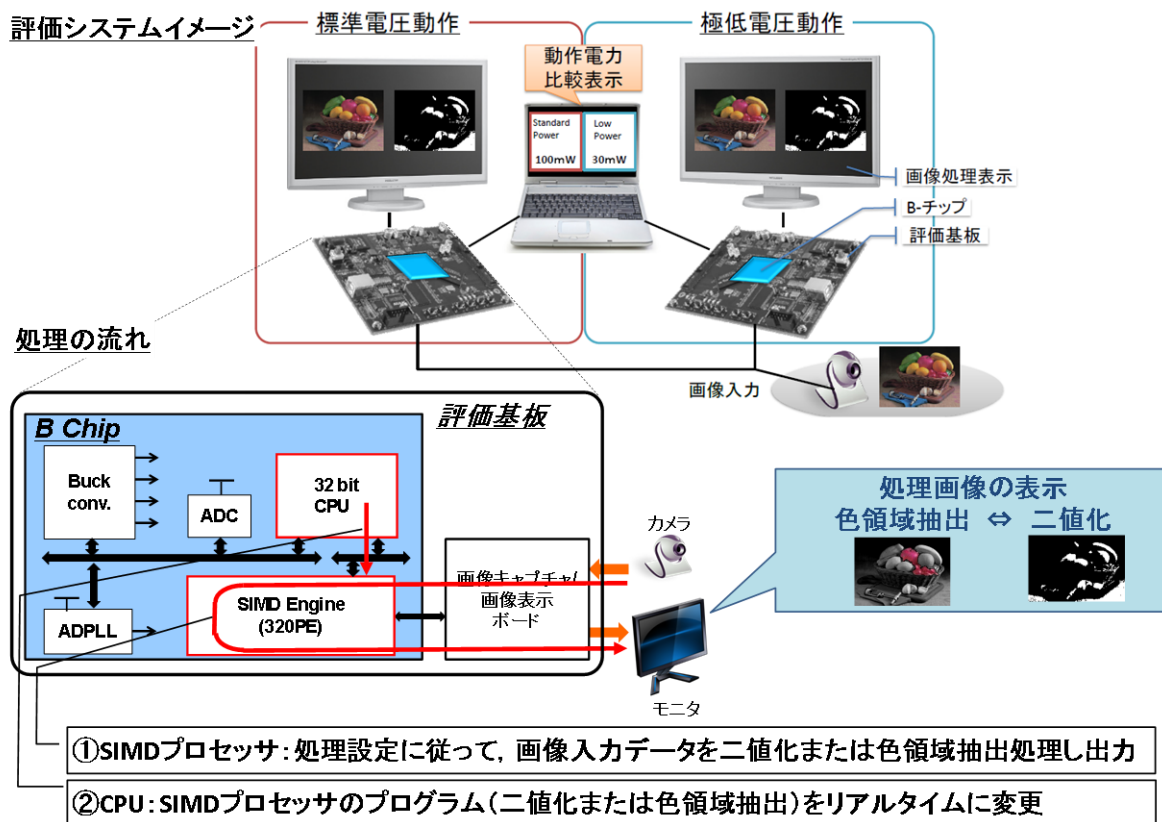 評価システムイメージ
標準電圧動作
極低電圧動作
動作電力
比較表示
Standard
Power
100mW
Low
Power
30mW
画像処理表示
B-チップ
評価基板
処理の流れ
画像入力
B Chip
評価基板
Buck
conv.
ADC
32 bit
CPU
ADPLL
SIMD Engine
(320PE)
画像キャプチャ/
画像表示
ボード
カメラ
モニタ
処理画像の表示
色領域抽出 ⇔ 二値化
①SIMDプロセッサ：処理設定に従って，画像入力データを二値化または色領域抽出処理し出力
②CPU：SIMDプロセッサのプログラム（二値化または色領域抽出）をリアルタイムに変更